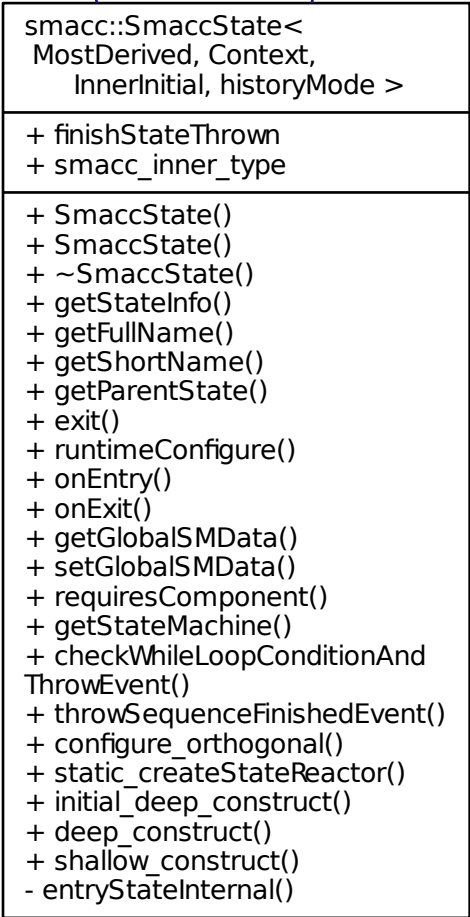 smacc::SmaccState<
MostDerived, Context,
InnerInitial, historyMode >
+ finishStateThrown
+ smacc_inner_type
+ SmaccState()
+ SmaccState()
+ ~SmaccState()
+ getStateInfo()
+ getFullName()
+ getShortName()
+ getParentState()
+ exit()
+ runtimeConfigure()
+ onEntry()
+ onExit()
+ getGlobalSMData()
+ setGlobalSMData()
+ requiresComponent()
+ getStateMachine()
+ checkWhileLoopConditionAnd
ThrowEvent()
+ throwSequenceFinishedEvent()
+ configure_orthogonal()
+ static_createStateReactor()
+ initial_deep_construct()
+ deep_construct()
+ shallow_construct()
- entryStateInternal()